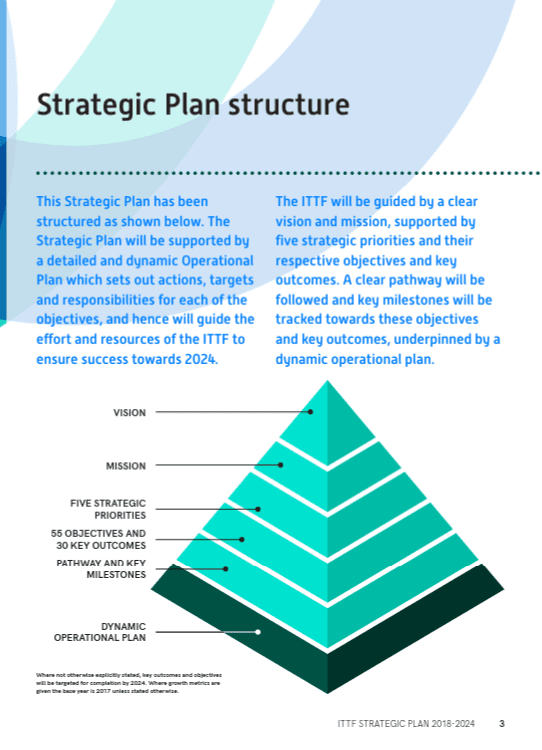 Strategic Plan structure
This Strategic Plan has been
structured as shown below. The
Strategic Plan will be supported by
a detailed and dynamic Operational
Plan which sets out actions, targets
and responsibilities for each of the
objectives, and hence will guide the
effort and resources of the ITTF to
ensure success towards 2024.
The ITTF will be guided by a clear
vision and mission, supported by
five strategic priorities and their
respective objectives and key
outcomes. A clear pathway will be
followed and key milestones will be
tracked towards these objectives
and key outcomes, underpinned by a
dynamic operational plan.
VISION
MISSION
FIVE STRATEGIC
PRIORITIES
55 OBJECTIVES AND
30 KEY OUTCOMES
PATHWAY AND KEY
MILESTONES
DYNAMIC
OPERATIONAL PLAN
Where not otherwise explicitly stated, key outcomes and objectives
will be targeted for completion by 2024. Where growth metrics are
given the base year is 2017 unless stated otherwise.
ITTF STRATEGIC PLAN 2018-2024 3